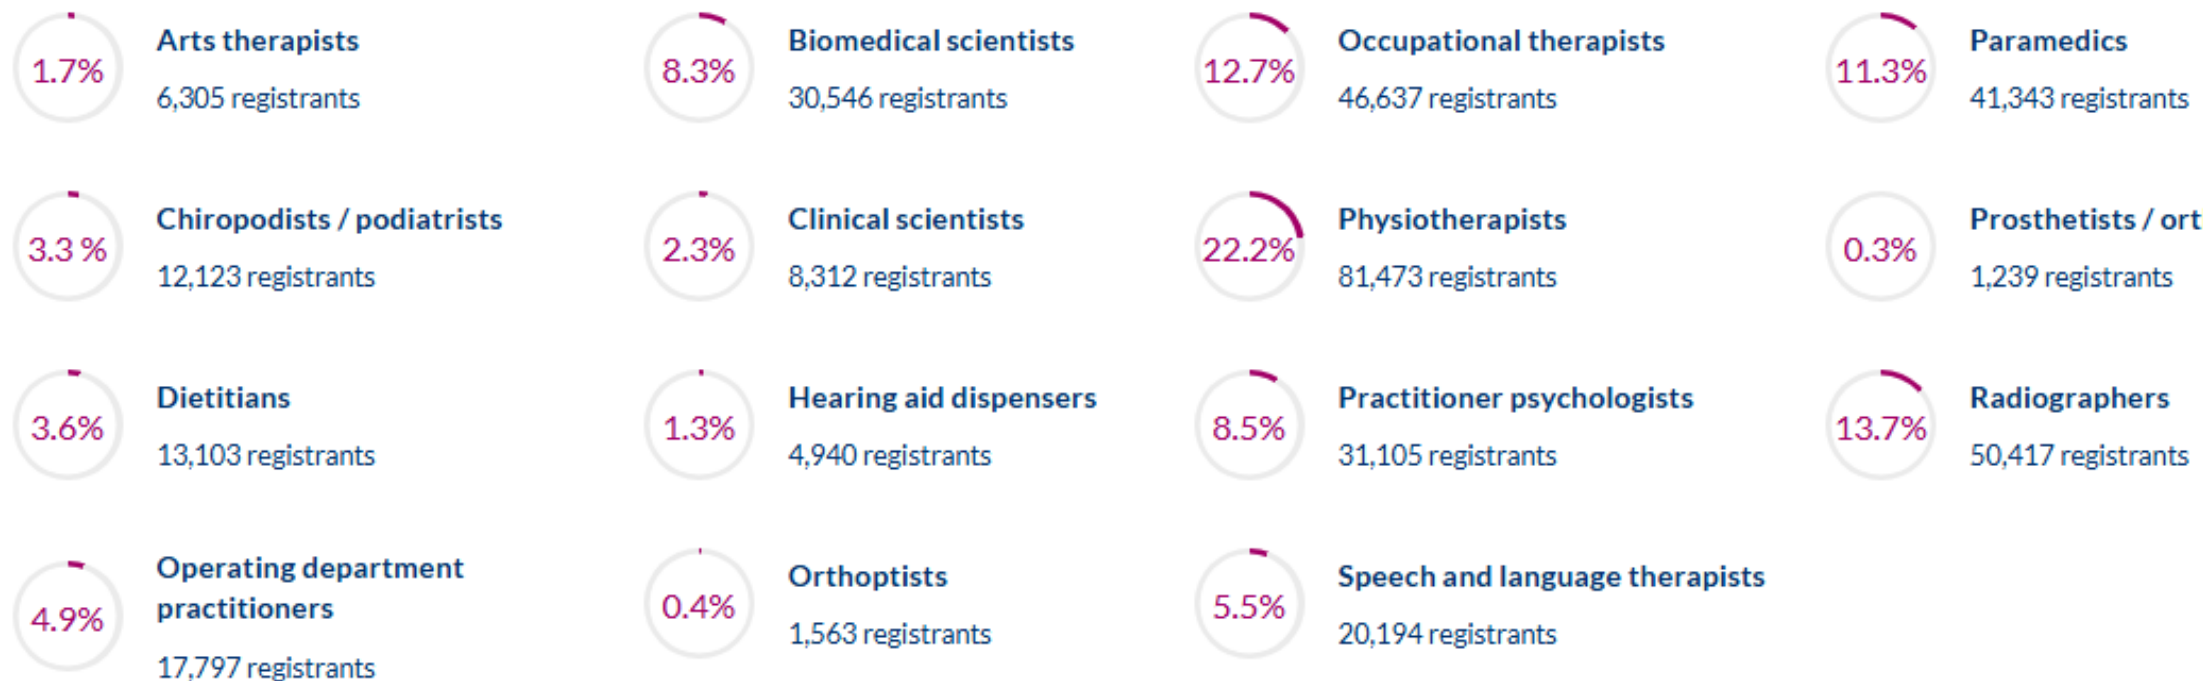 1.7%
Arts therapists
6,305 registrants
8.3%
Biomedical scientists
30,546 registrants
12.7%
Occupational therapists
46,637 registrants
11.3%
Paramedics
41,343 registrants
3.3 %
Chiropodists / podiatrists
12,123 registrants
2.3%
Clinical scientists
8,312 registrants
22.2%
Physiotherapists
81,473 registrants
0.3%
Prosthetists / ort
1,239 registrants
3.6%
Dietitians
13,103 registrants
1.3%
Hearing aid dispensers
4,940 registrants
8.5%
Practitioner psychologists
31,105 registrants
13.7%
Radiographers
50,417 registrants
4.9%
Operating department
practitioners
17,797 registrants
0.4%
Orthoptists
1,563 registrants
5.5%
Speech and language therapists
20,194 registrants